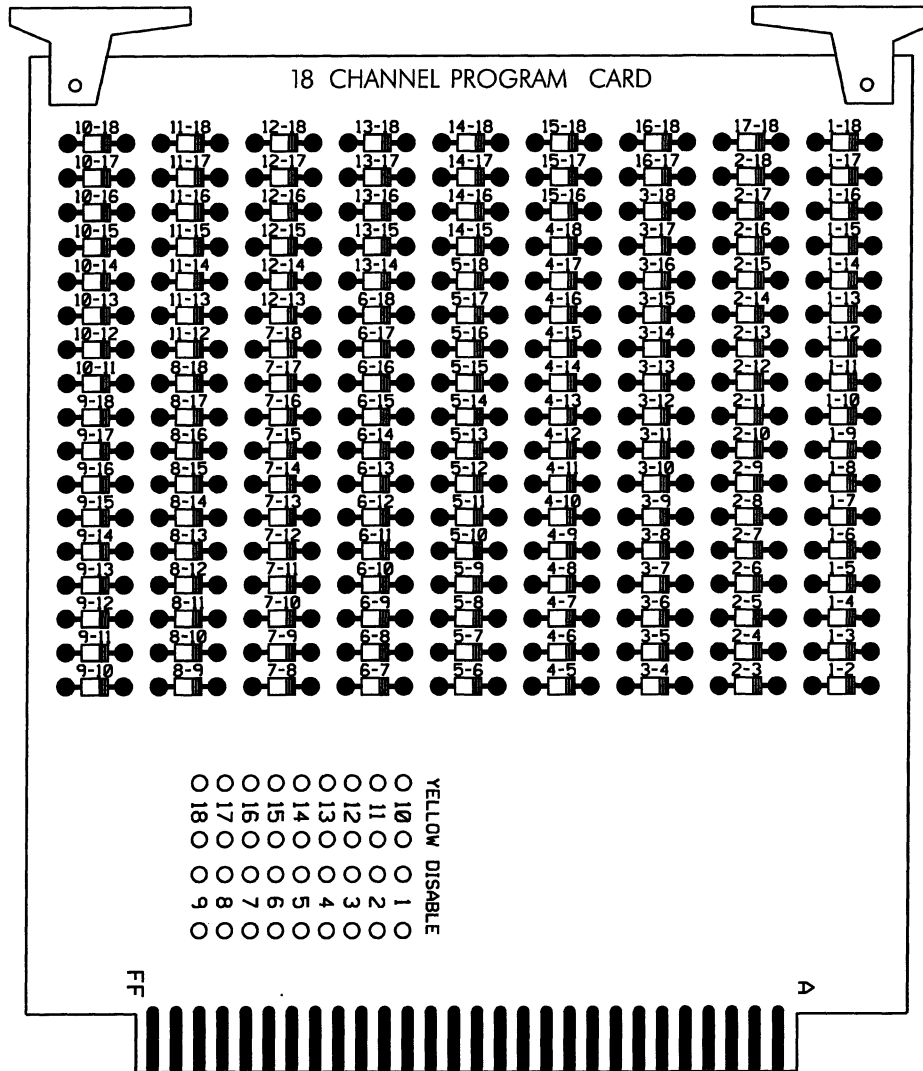 18 CHANNEL PROGRAM CARD
10-18 11-18 12-18 13-18 14-18 15-18 16-18 17-18 1-18
10-17 11-17 12-17 13-17 14-17 15-17 16-17 2-18 1-17
10-16 11-16 12-16 13-16 14-16 15-16 3-18 2-17 1-16
10-15 11-15 12-15 13-15 14-15 4-18 3-17 2-16 1-15
10-14 11-14 12-14 13-14 5-18 4-17 3-16 2-15 1-14
10-13 11-13 12-13 6-18 5-17 4-16 3-15 2-14 1-13
10-12 11-12 7-18 6-17 5-16 4-15 3-14 2-13 1-12
10-11 8-18 7-17 6-16 5-15 4-14 3-13 2-12 1-11
9-18 8-17 7-16 6-15 5-14 4-13 3-12 2-11 1-10
9-17 8-16 7-15 6-14 5-13 4-12 3-11 2-10 1-9
9-16 8-15 7-14 6-13 5-12 4-11 3-10 2-9 1-8
9-15 8-14 7-13 6-12 5-11 4-10 3-9 2-8 1-7
9-14 8-13 7-12 6-11 5-10 4-9 3-8 2-7 1-6
9-13 8-12 7-11 6-10 5-9 4-8 3-7 2-6 1-5
9-12 8-11 7-10 6-9 5-8 4-7 3-6 2-5 1-4
9-11 8-10 7-9 6-8 5-7 4-6 3-5 2-4 1-3
9-10 8-9 7-8 6-7 5-6 4-5 3-4 2-3 1-2
YELLOW DISABLE
10 1
11 2
12 3
13 4
14 5
15 6
16 7
17 8
18 9
FF
A